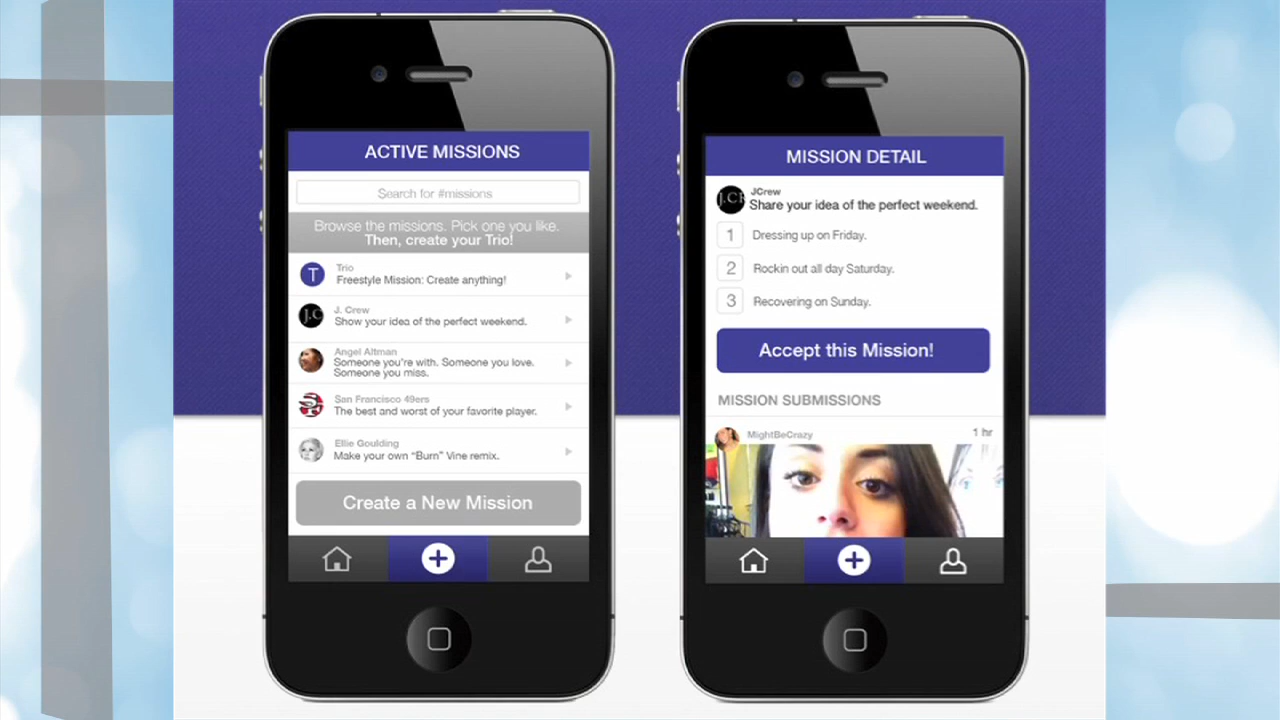 ACTIVE MISSIONS
Search for #missions
Browse the missions. Pick one you like.
Then, create your Trio!
T
Trio
Freestyle Mission: Create anything!
J.C
J. Crew
Show your idea of the perfect weekend.
Angel Altman
Someone you're with. Someone you love.
Someone you miss.
San Francisco 49ers
The best and worst of your favorite player.
Ellie Goulding
Make your own “Burn” Vine remix.
Create a New Mission
MISSION DETAIL
J.CR
JCrew
Share your idea of the perfect weekend.
1 Dressing up on Friday.
2 Rockin out all day Saturday.
3 Recovering on Sunday.
Accept this Mission!
MISSION SUBMISSIONS
MightBeCrazy 1 hr